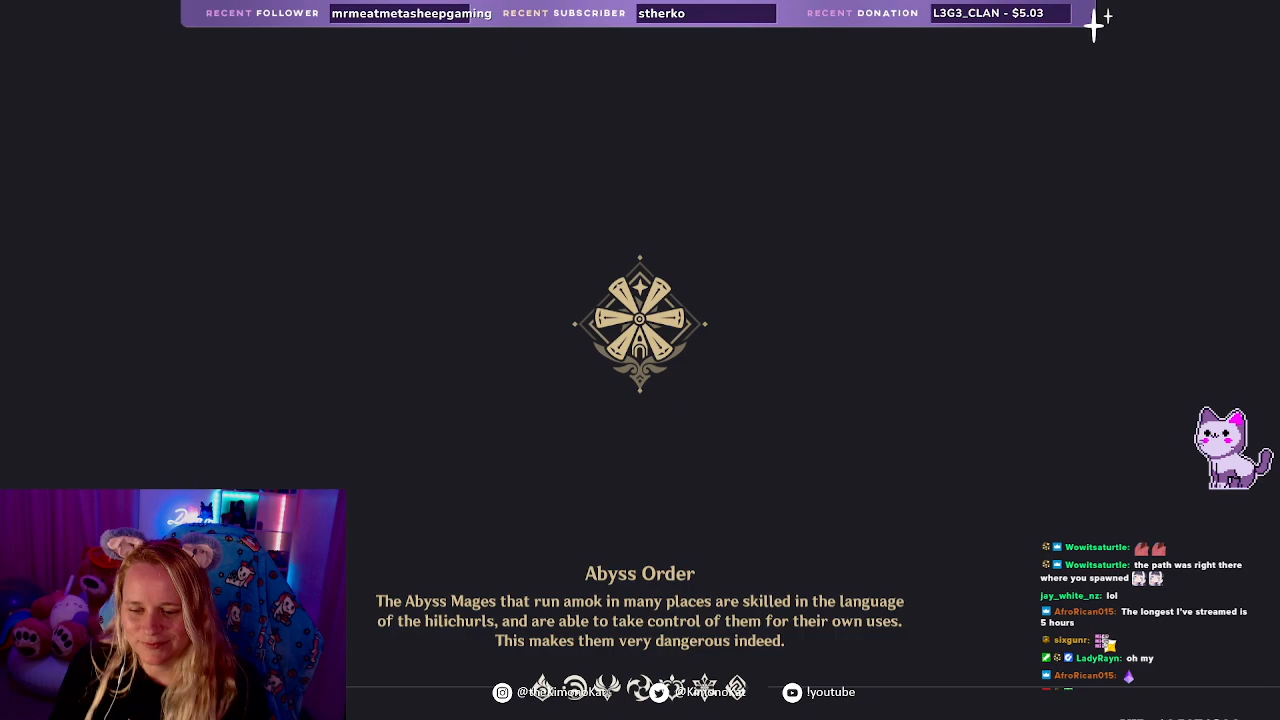 RECENT FOLLOWER mrmeatmetasheepgaming RECENT SUBSCRIBER stherko RECENT DONATION L3G3_CLAN - $5.03
Abyss Order
The Abyss Mages that run amok in many places are skilled in the language
of the hilichurls, and are able to take control of them for their own uses.
This makes them very dangerous indeed.
Wowitsaturtle:
Wowitsaturtle: the path was right there
where you spawned
jay_white_nz: lol
AfroRican015: The longest I've streamed is
5 hours
sixgunr:
LadyRayn: oh my
AfroRican015:
lyoutube